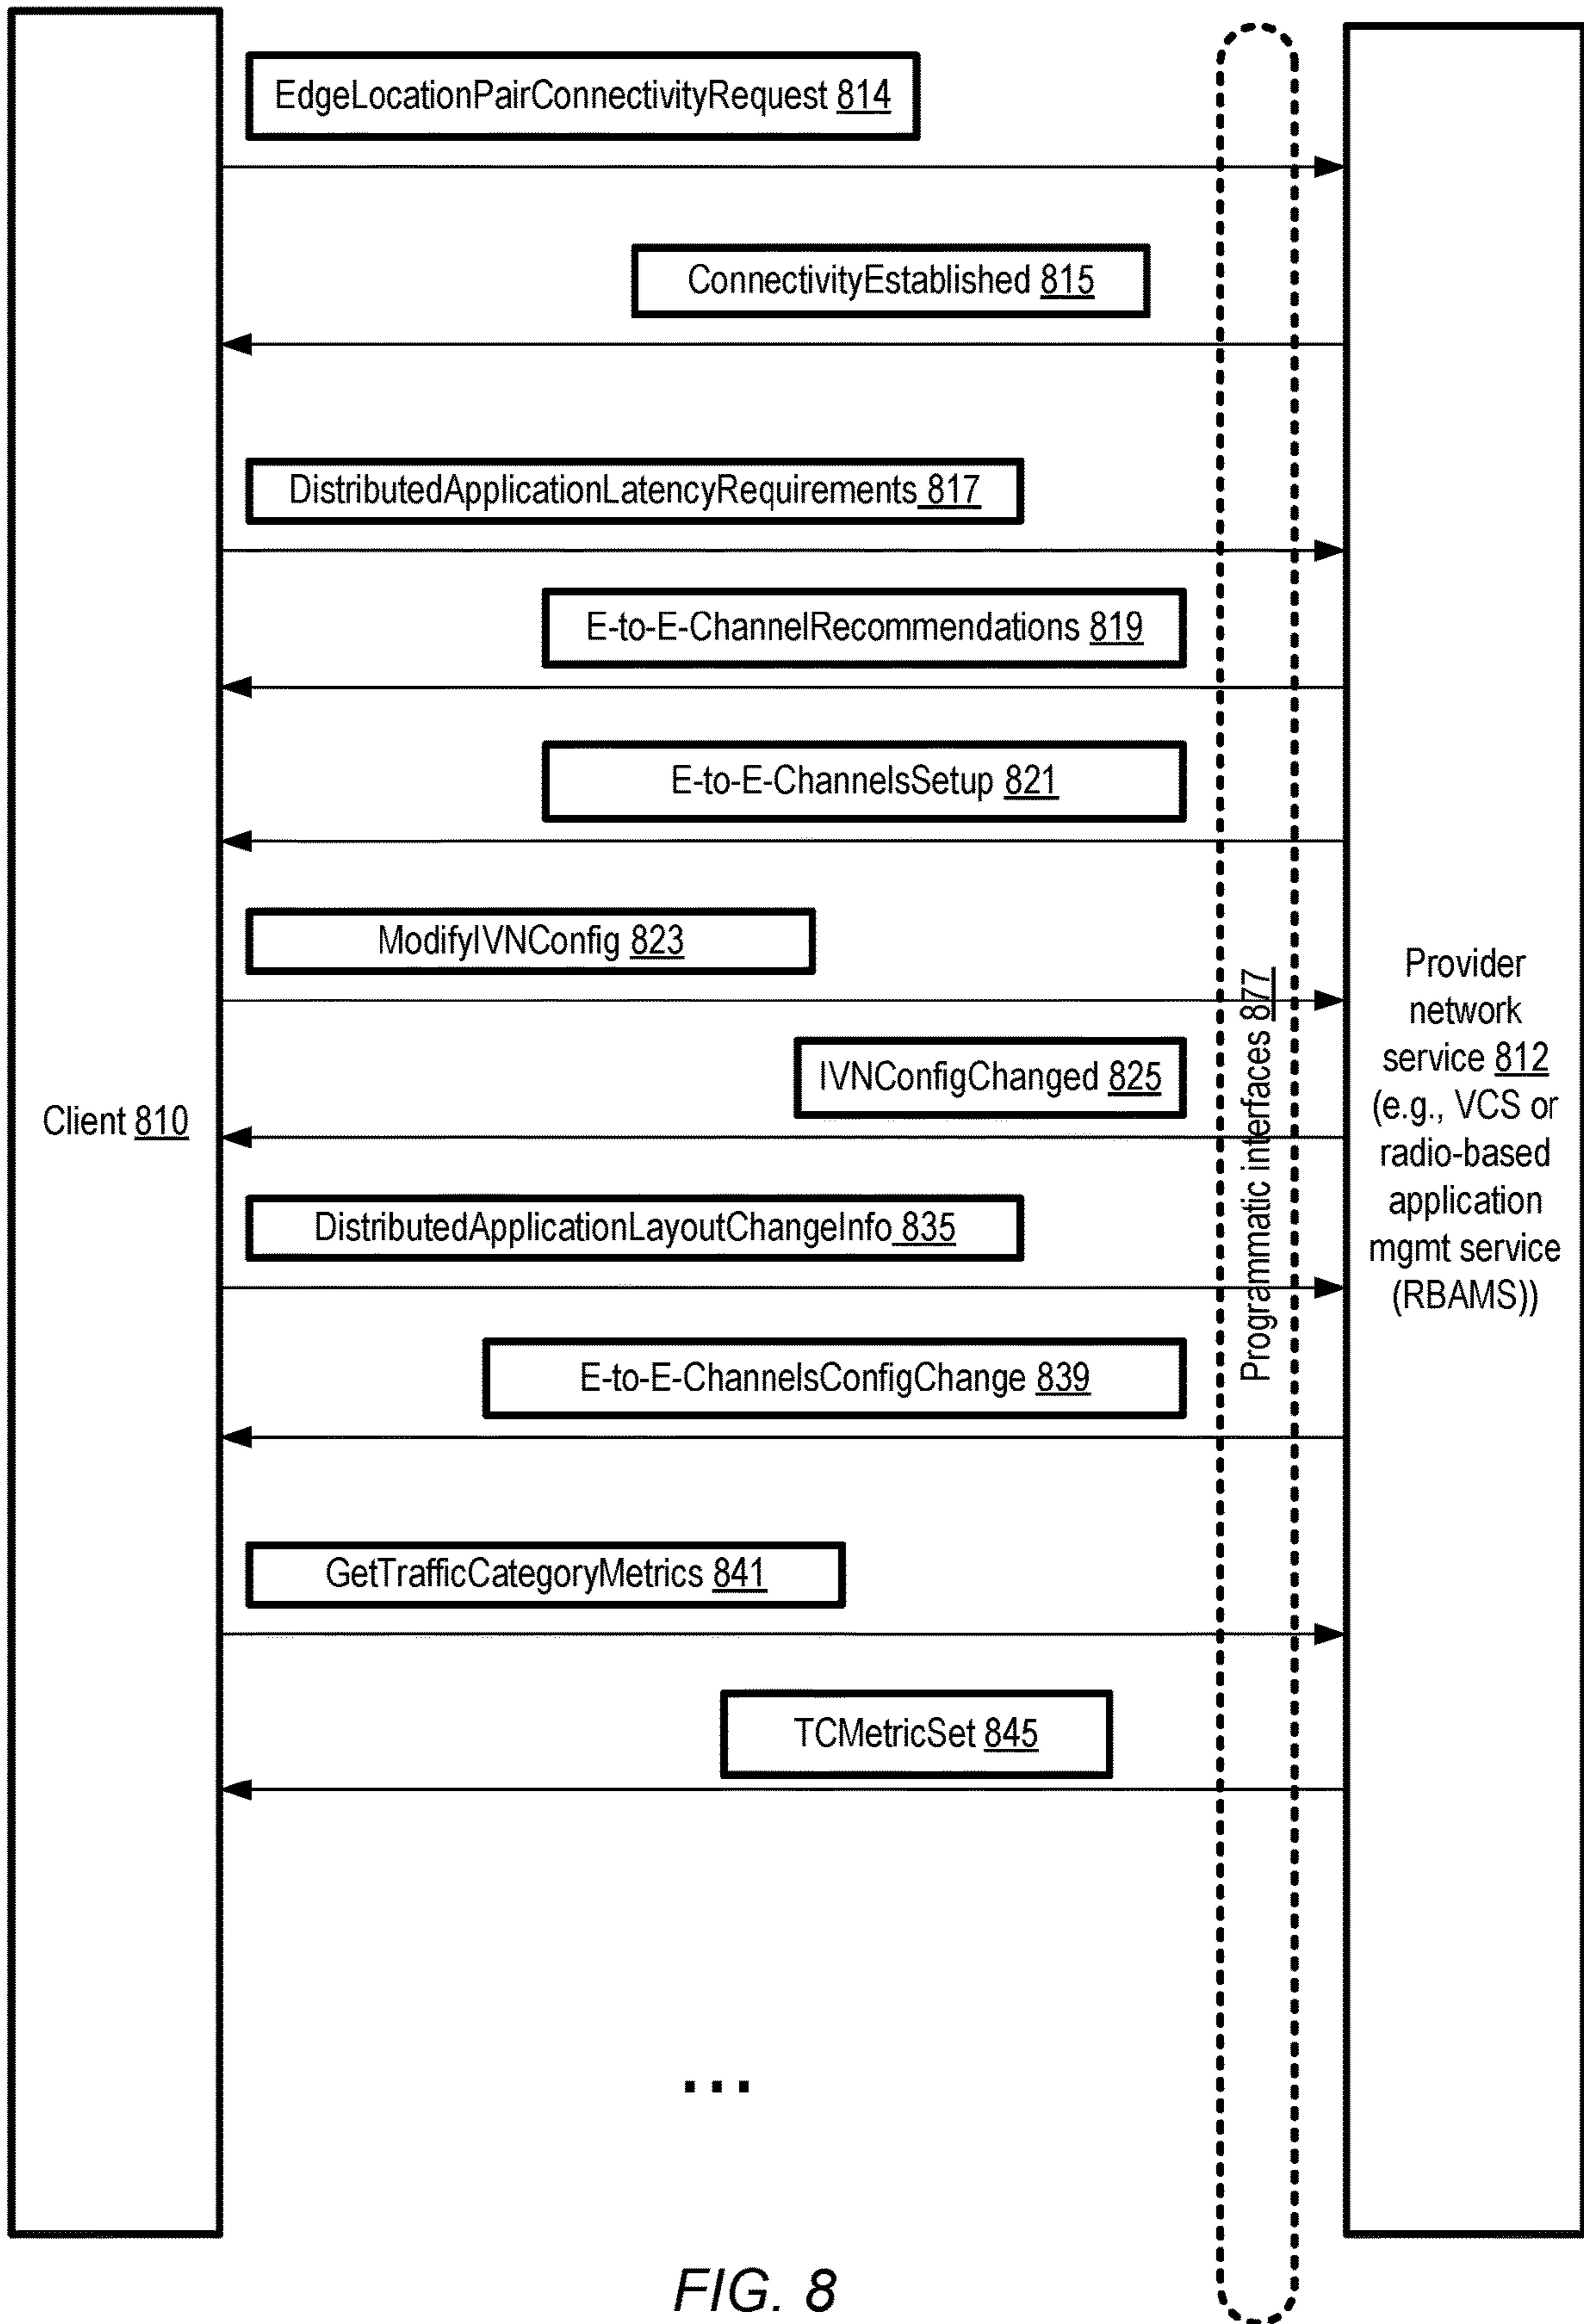 EdgeLocationPairConnectivityRequest 814
ConnectivityEstablished 815
DistributedApplicationLatencyRequirements 817
E-to-E-ChannelRecommendations 819
E-to-E-ChannelsSetup 821
ModifyIVNConfig 823
IVNConfigChanged 825
Client 810
Programmatic interfaces 877
Provider
network
service 812
(e.g., VCS or
radio-based
application
mgmt service
(RBAMS))
DistributedApplicationLayoutChangeInfo 835
E-to-E-ChannelsConfigChange 839
GetTrafficCategoryMetrics 841
TCMetricSet 845
...
FIG. 8